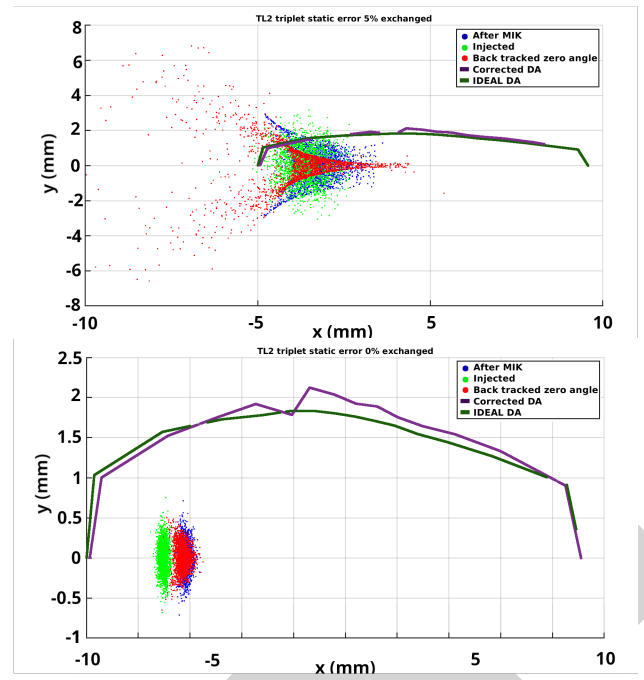 TL2 triplet static error 5% exchanged
8
6
4
2
0
-2
-4
-6
-8
y (mm)
After MIK
Injected
Back tracked zero angle
Corrected DA
IDEAL DA
-10
-5
5
10
x (mm)
TL2 triplet static error 0% exchanged
2.5
2
1.5
1
0.5
0
-0.5
-1
y (mm)
After MIK
Injected
Back tracked zero angle
Corrected DA
IDEAL DA
-10
-5
5
10
x (mm)